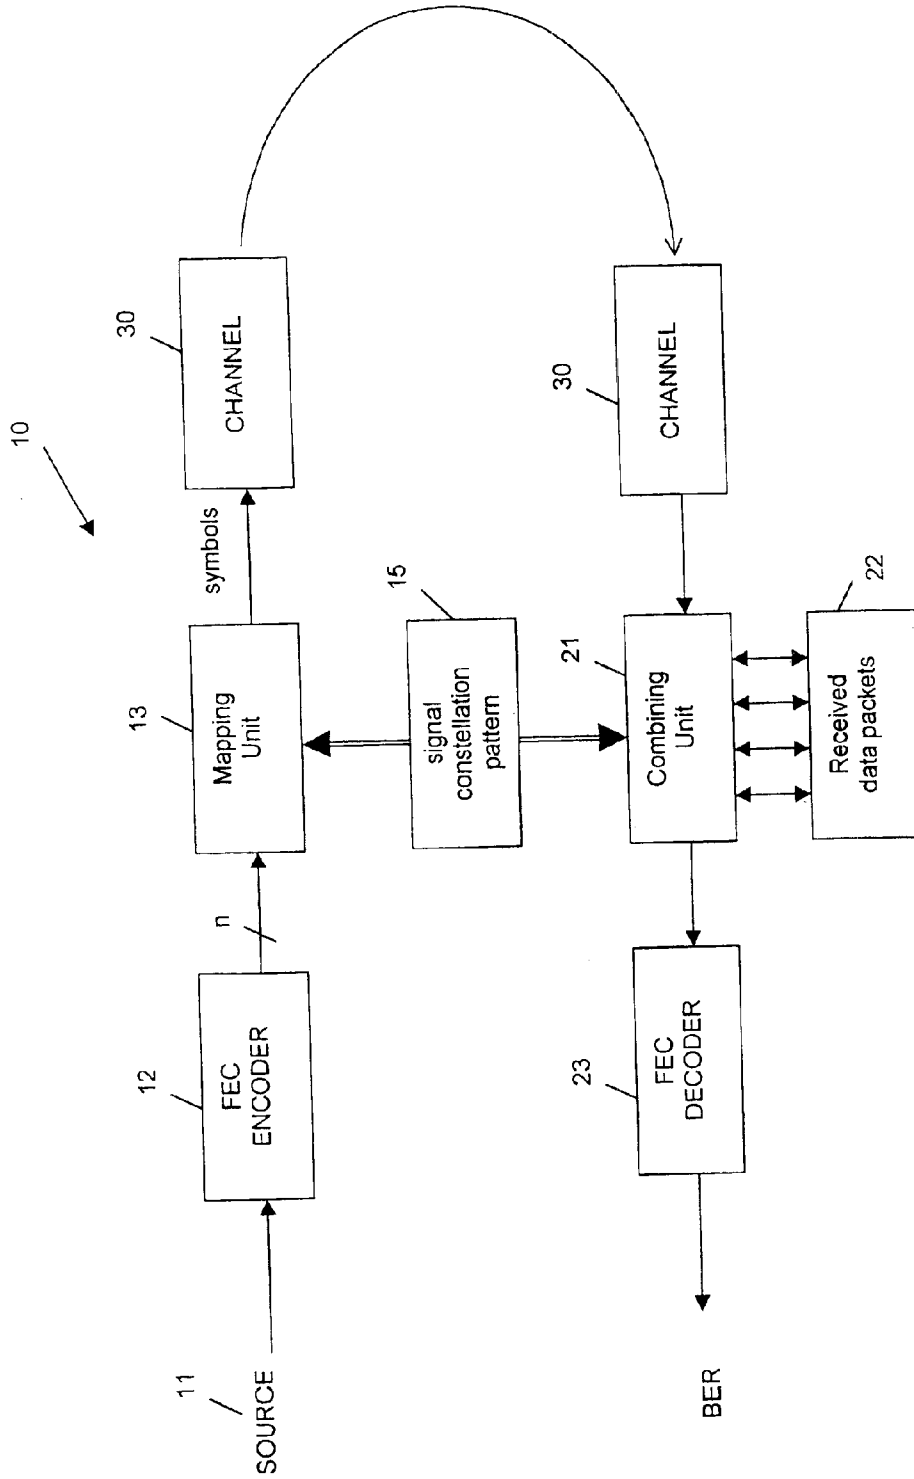 10
11
SOURCE
12
FEC
ENCODER
n
13
Mapping
Unit
symbols
30
CHANNEL
15
signal
constellation
pattern
BER
23
FEC
DECODER
21
Combining
Unit
30
CHANNEL
22
Received
data packets